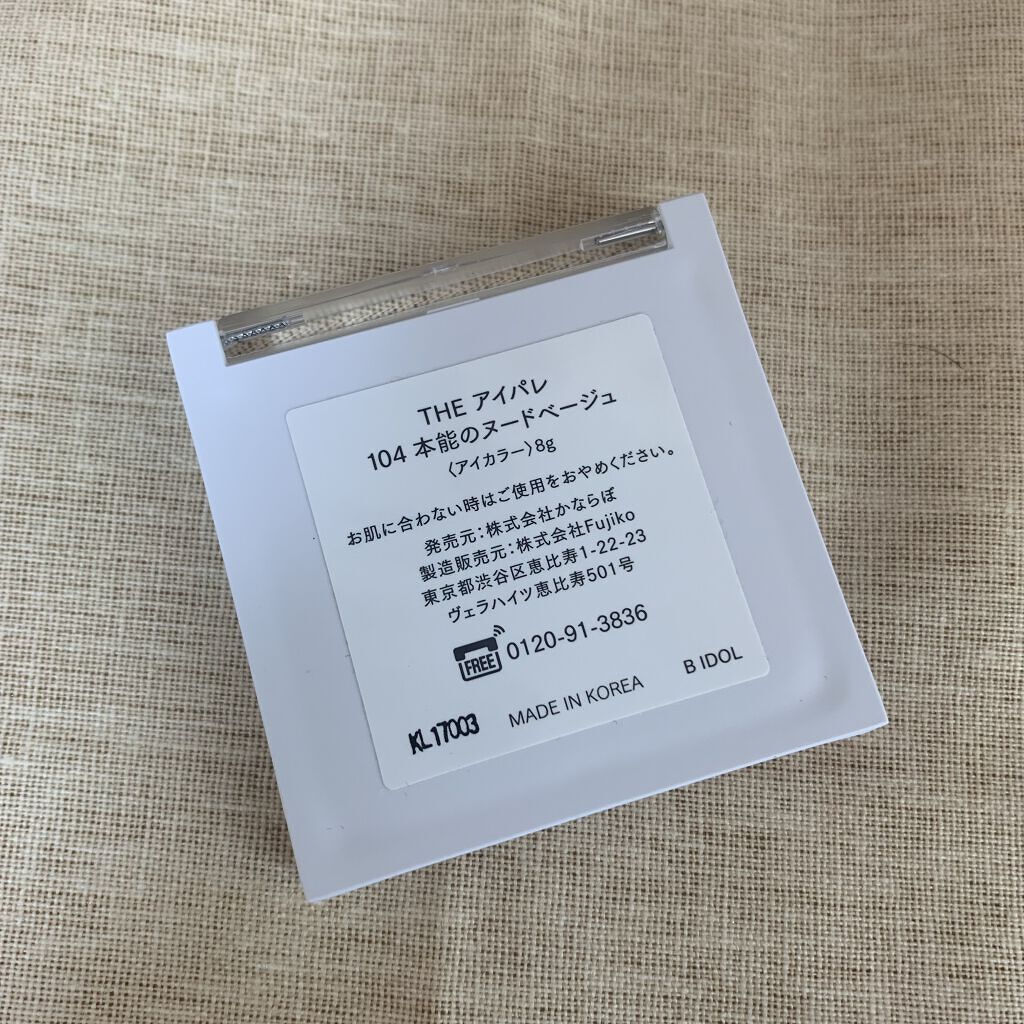 THE アイパレ
104 本能のヌードベージュ
〈アイカラー〉8g
お肌に合わない時はご使用をおやめください。
発売元：株式会社かならぼ
製造販売元：株式会社Fujiko
東京都渋谷区恵比寿1-22-23
ヴェラハイツ恵比寿501号
FREE 0120-91-3836
KL17003 MADE IN KOREA B IDOL